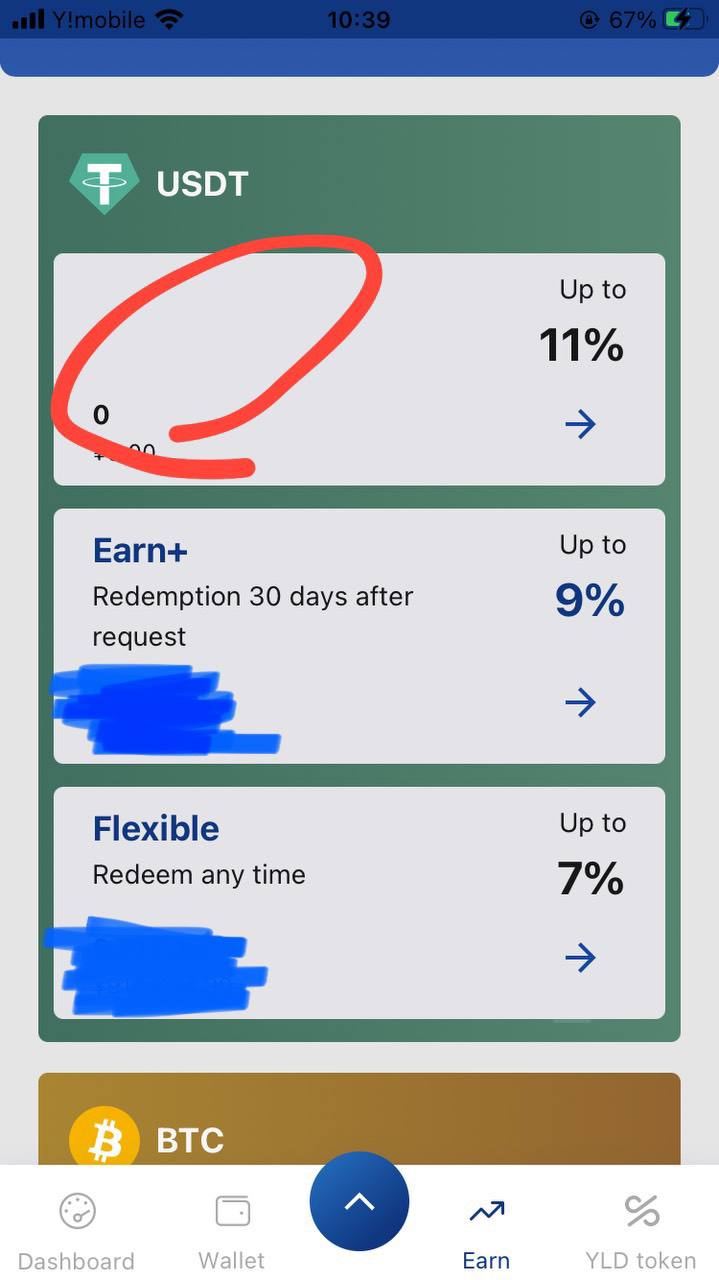 Y!mobile 10:39 67%
USDT
Up to
11%
0
Earn+
Up to
Redemption 30 days after
9%
request
Flexible
Up to
Redeem any time
7%
BTC
Dashboard Wallet Earn YLD token